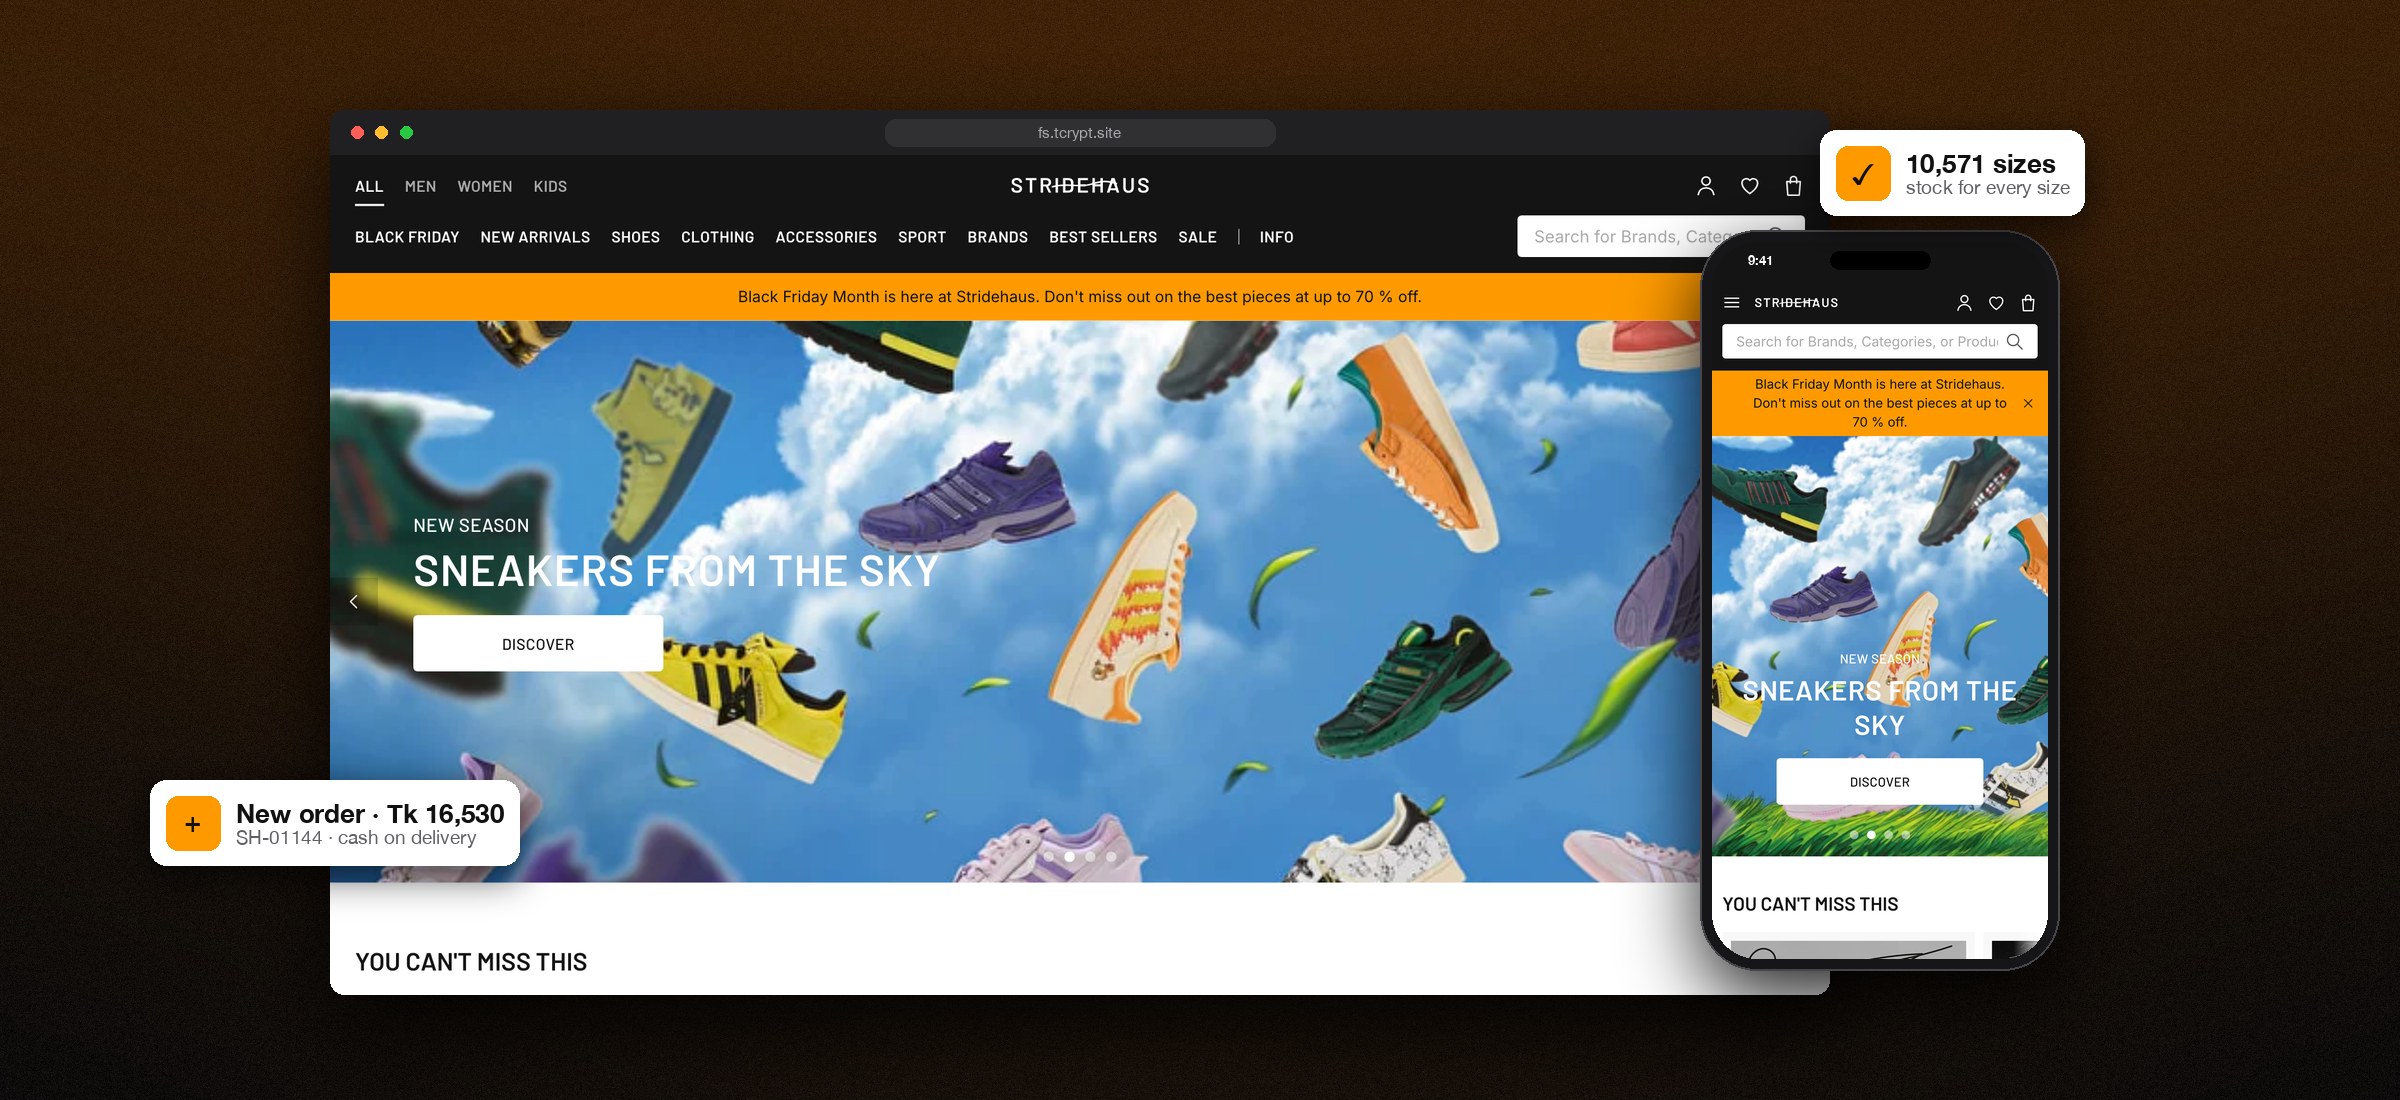 fs.tcrypt.site
ALL MEN WOMEN KIDS
STRIDEHAUS
BLACK FRIDAY NEW ARRIVALS SHOES CLOTHING ACCESSORIES SPORT BRANDS BEST SELLERS SALE | INFO
Search for Brands, Categ
Black Friday Month is here at Stridehaus. Don't miss out on the best pieces at up to 70 % off.
NEW SEASON
SNEAKERS FROM THE SKY
DISCOVER
YOU CAN'T MISS THIS
+
New order · Tk 16,530
SH-01144 · cash on delivery
✓
10,571 sizes
stock for every size
9:41
STRIDEHAUS
Search for Brands, Categories, or Produ
Black Friday Month is here at Stridehaus.
Don't miss out on the best pieces at up to
70 % off.
NEW SEASON
SNEAKERS FROM THE
SKY
DISCOVER
YOU CAN'T MISS THIS